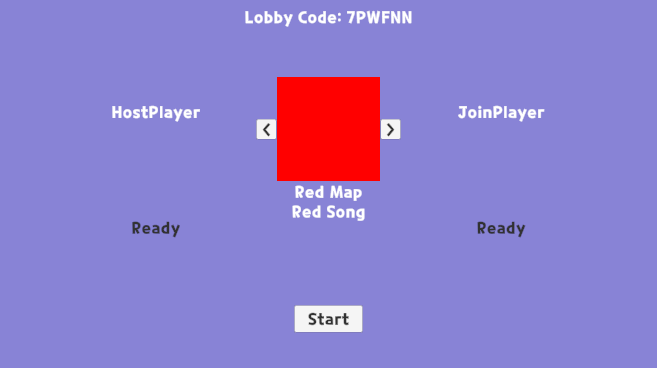 Lobby Code: 7PWFNN
HostPlayer
JoinPlayer
<
>
Red Map
Red Song
Ready
Ready
Start